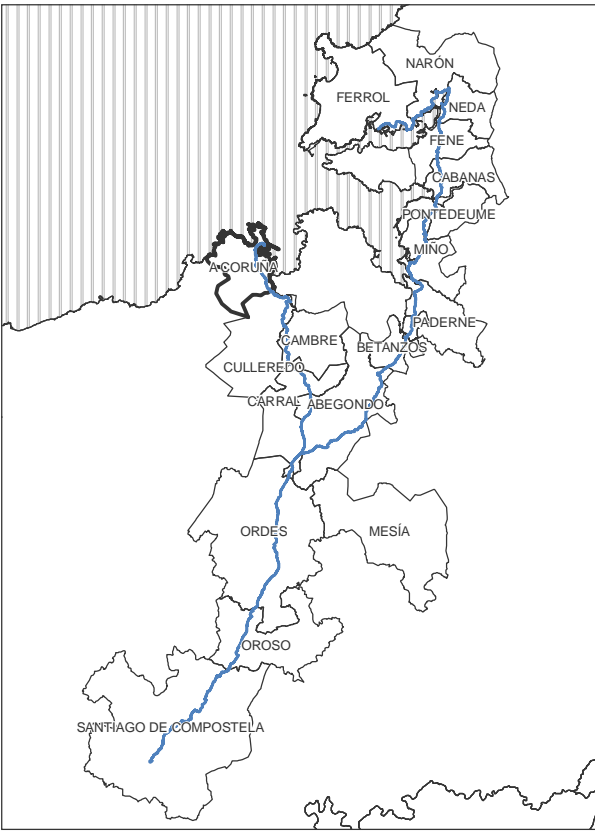 NARÓN
FERROL
NEDA
FENE
CABANAS
PONTEDEUME
MIÑO
A CORUÑA
PADERNE
CAMBRE
BETANZOS
CULLEREDO
CARRAL
ABEGONDO
ORDES
MESÍA
OROSO
SANTIAGO DE COMPOSTELA